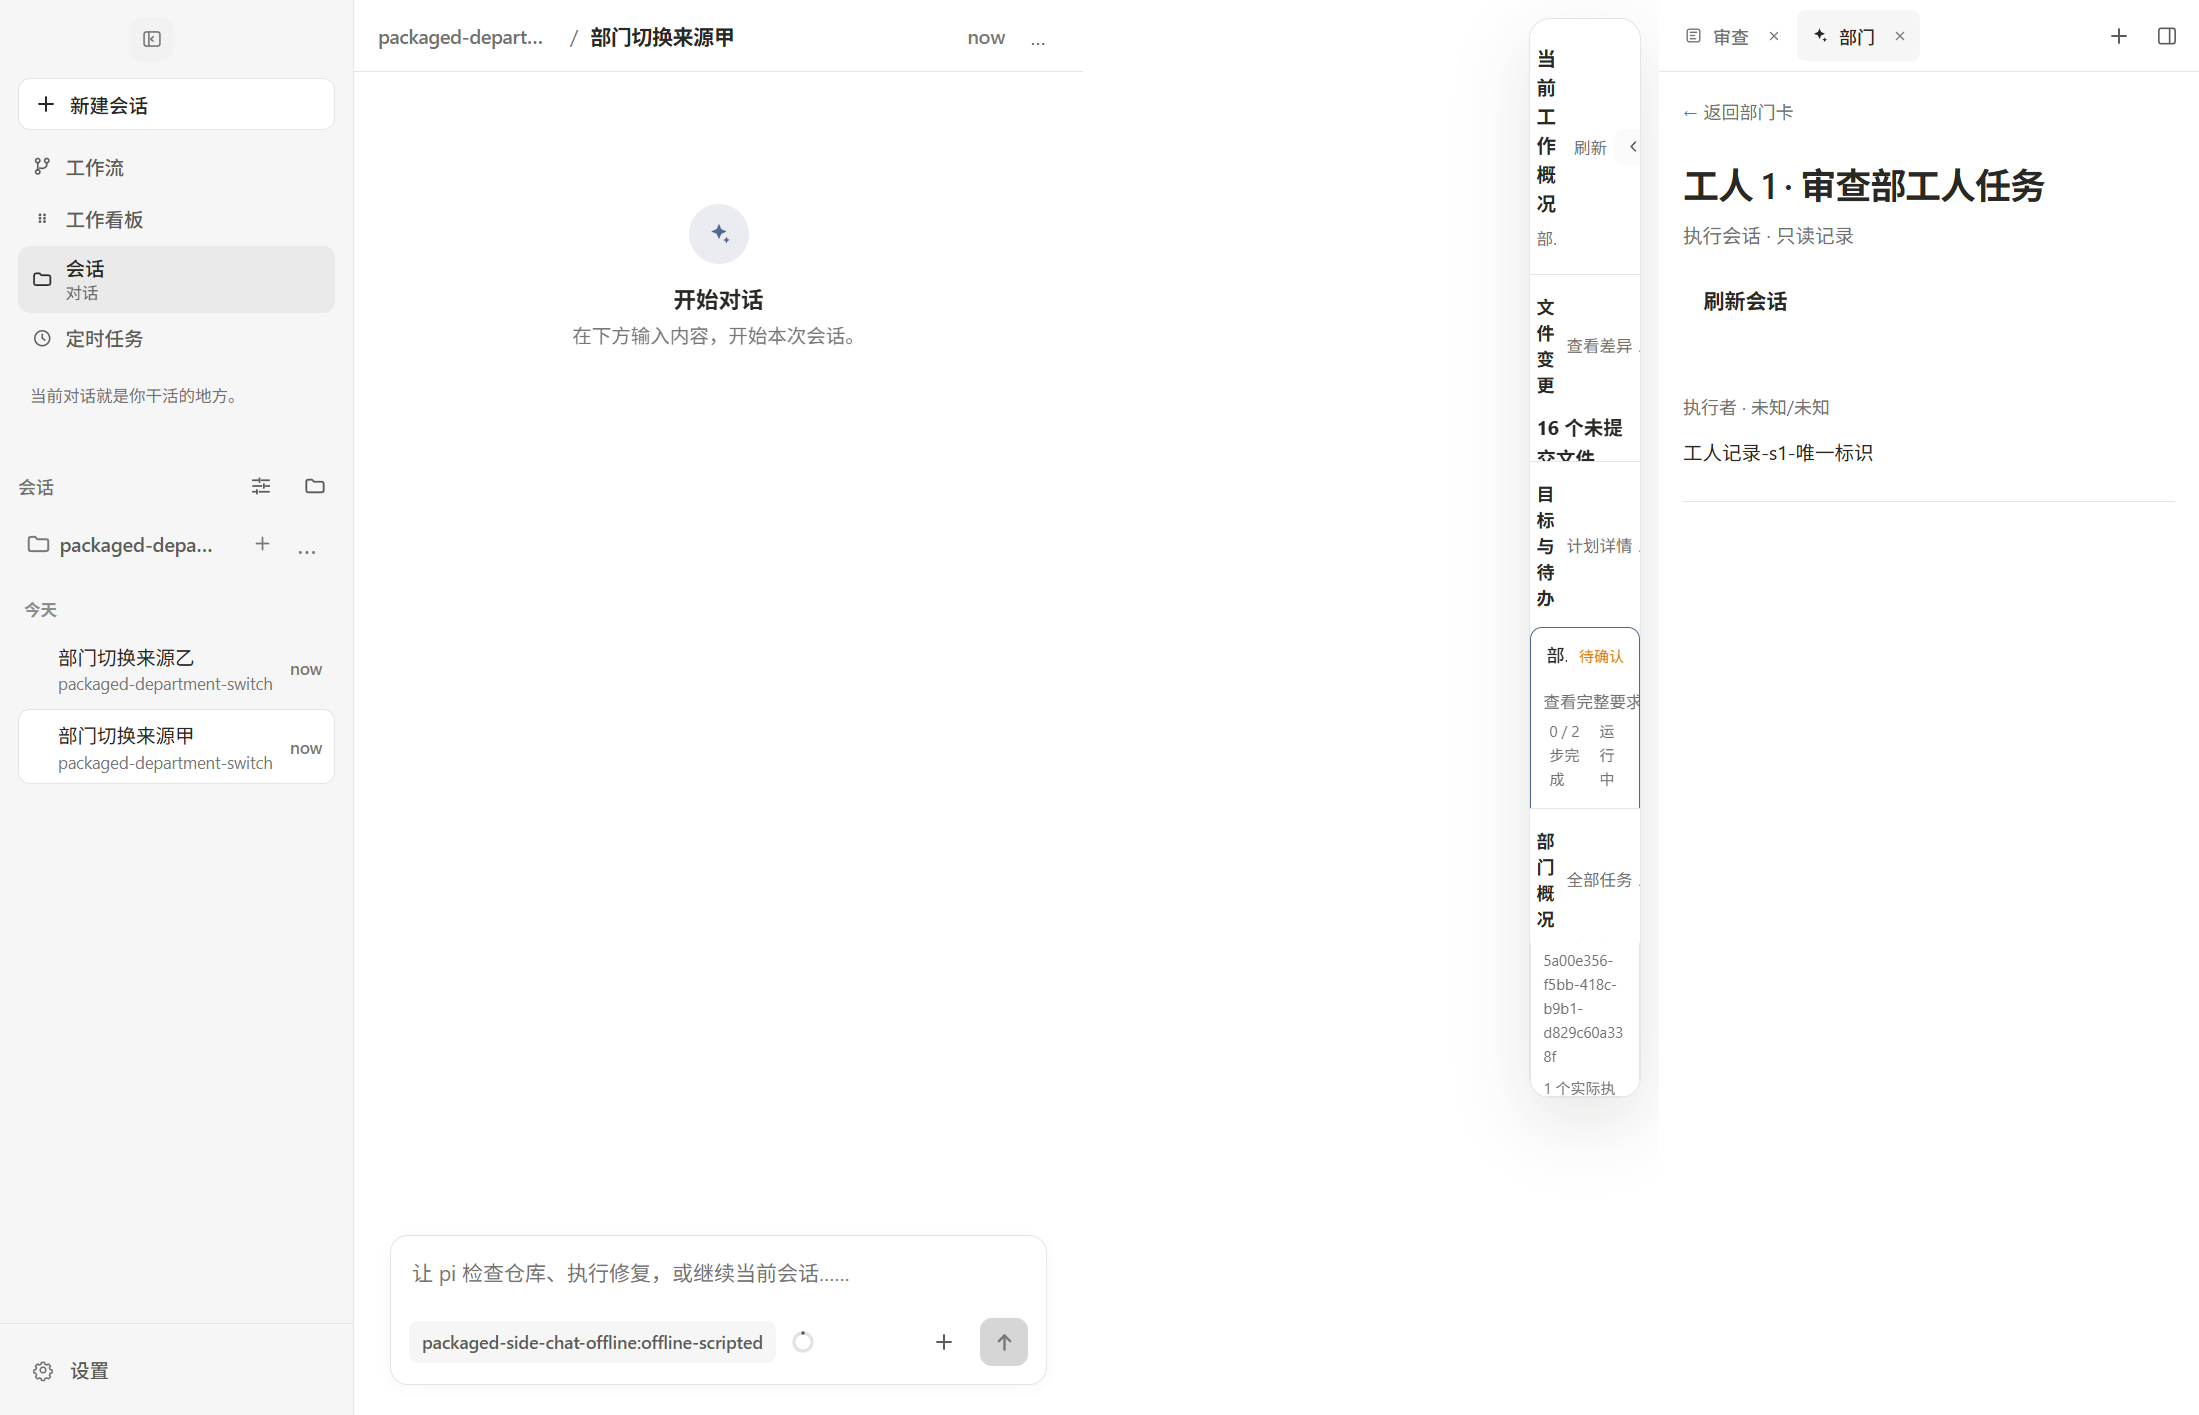 新建会话
工作流
工作看板
会话
对话
定时任务
当前对话就是你干活的地方。
会话
packaged-depa...
今天
部门切换来源乙
packaged-department-switch
now
部门切换来源甲
packaged-department-switch
now
设置
packaged-depart... / 部门切换来源甲
now
...
开始对话
在下方输入内容，开始本次会话。
让 pi 检查仓库、执行修复，或继续当前会话......
packaged-side-chat-offline:offline-scripted
当前工作概况
部.
刷新
文件变更
查看差异
16 个未提
交文件
目标与待办
计划详情
部.
待确认
查看完整要求
0 / 2
步完
成
运行中
部门概况
全部任务
5a00e356-
f5bb-418c-
b9b1-
d829c60a33
8f
1 个实际执
审查
部门
← 返回部门卡
工人 1 · 审查部工人任务
执行会话 · 只读记录
刷新会话
执行者 · 未知/未知
工人记录-s1-唯一标识